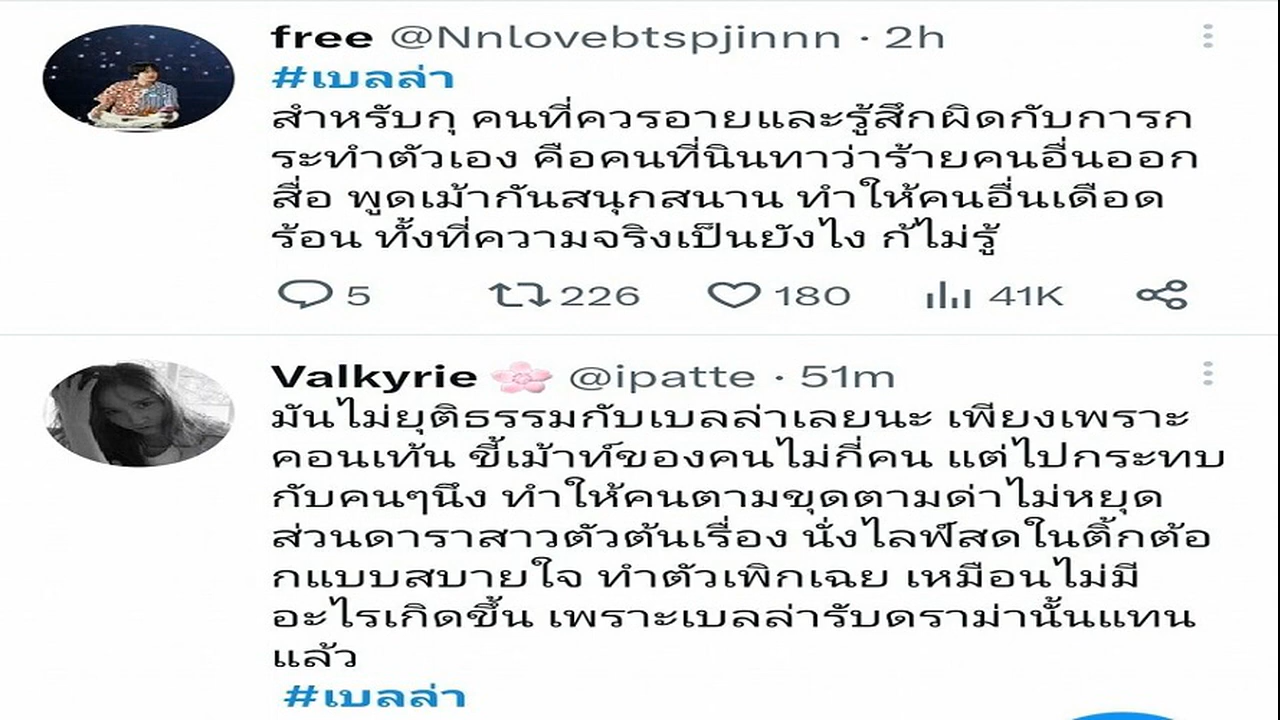 free @Nnlovebtspjinnn · 2h
#เบลล่า
สำหรับกุ คนที่ควรอายและรู้สึกผิดกับการก
ระทำตัวเอง คือคนที่นินทาว่าร้ายคนอื่นออก
สื่อ พูดเม้ากันสนุกสนาน ทำให้คนอื่นเดือด
ร้อน ทั้งที่ความจริงเป็นยังไง ก้ไม่รู้
5 226 180 41K
Valkyrie 🌸 @ipatte · 51m
มันไม่ยุติธรรมกับเบลล่าเลยนะ เพียงเพราะ
คอนเท้น ขี้เม้าท์ของคนไม่กี่คน แต่ไปกระทบ
กับคนๆนึง ทำให้คนตามขุดตามด่าไม่หยุด
ส่วนดาราสาวตัวต้นเรื่อง นั่งไลฟ์สดในติ้กต้อ
กแบบสบายใจ ทำตัวเพิกเฉย เหมือนไม่มี
อะไรเกิดขึ้น เพราะเบลล่ารับดราม่านั้นแทน
แล้ว
#เบลล่า